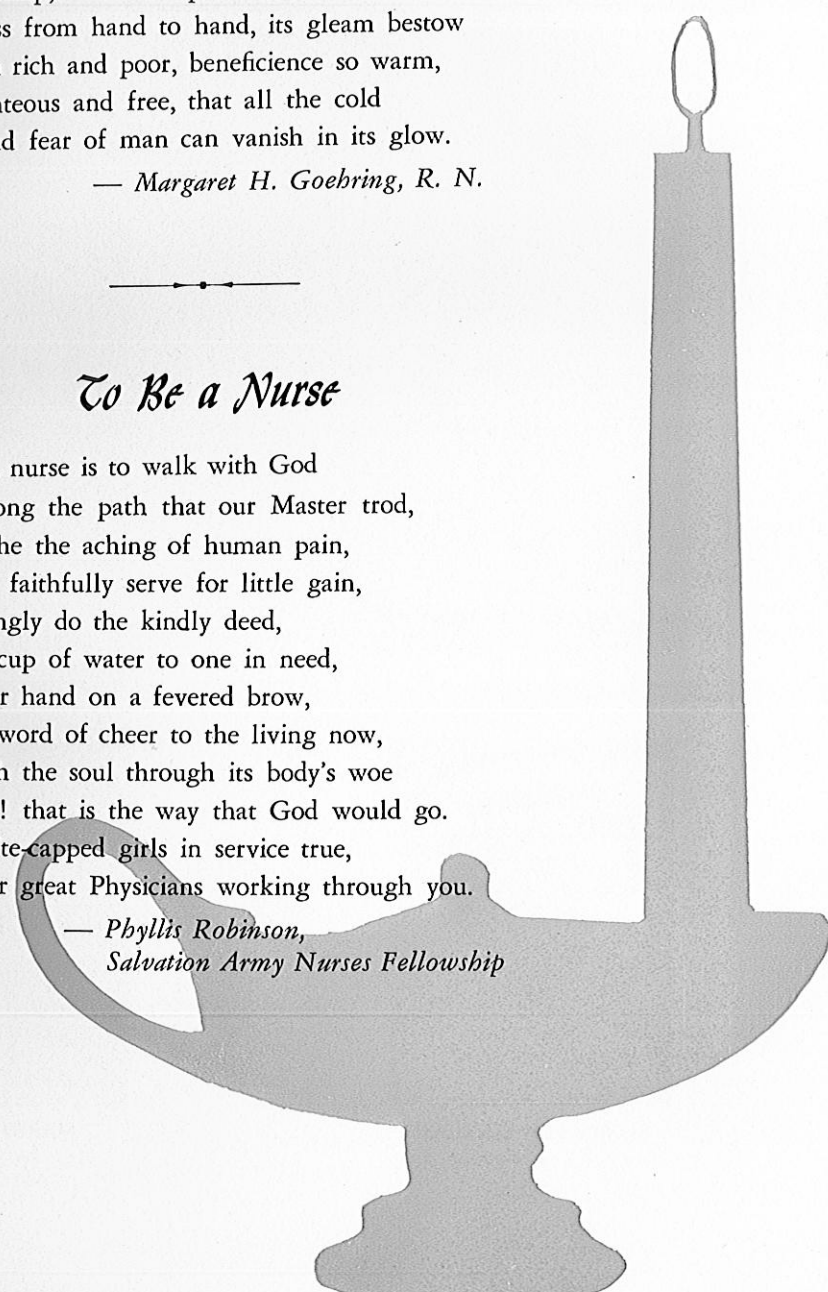 from hand to hand, its gleam bestow
rich and poor, beneficience so warm,
and free, that all the cold
fear of man can vanish in its glow.
— Margaret H. Goehring, R. N.
To Be a Nurse
nurse is to walk with God
the path that our Master trod,
the aching of human pain,
faithfully serve for little gain,
do the kindly deed,
cup of water to one in need,
hand on a fevered brow,
word of cheer to the living now,
the soul through its body's woe
! that is the way that God would go.
capped girls in service true,
great Physicians working through you.
— Phyllis Robinson,
Salvation Army Nurses Fellowship